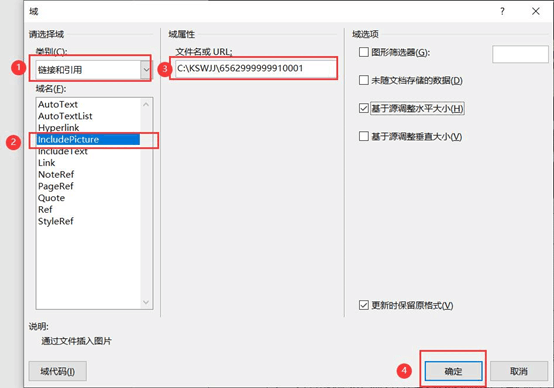 域
?
请选择域
类别(C):
1
链接和引用
域名(F):
AutoText
AutoTextList
Hyperlink
2
IncludePicture
IncludeText
Link
NoteRef
PageRef
Quote
Ref
StyleRef
域属性
文件名或 URL:
3
C:\KSWJJ\6562999999910001
域选项
图形筛选器(G):
未随文档存储的数据(D)
基于源调整水平大小(H)
基于源调整垂直大小(V)
更新时保留原格式(V)
说明:
通过文件插入图片
域代码(I)
4
确定
取消